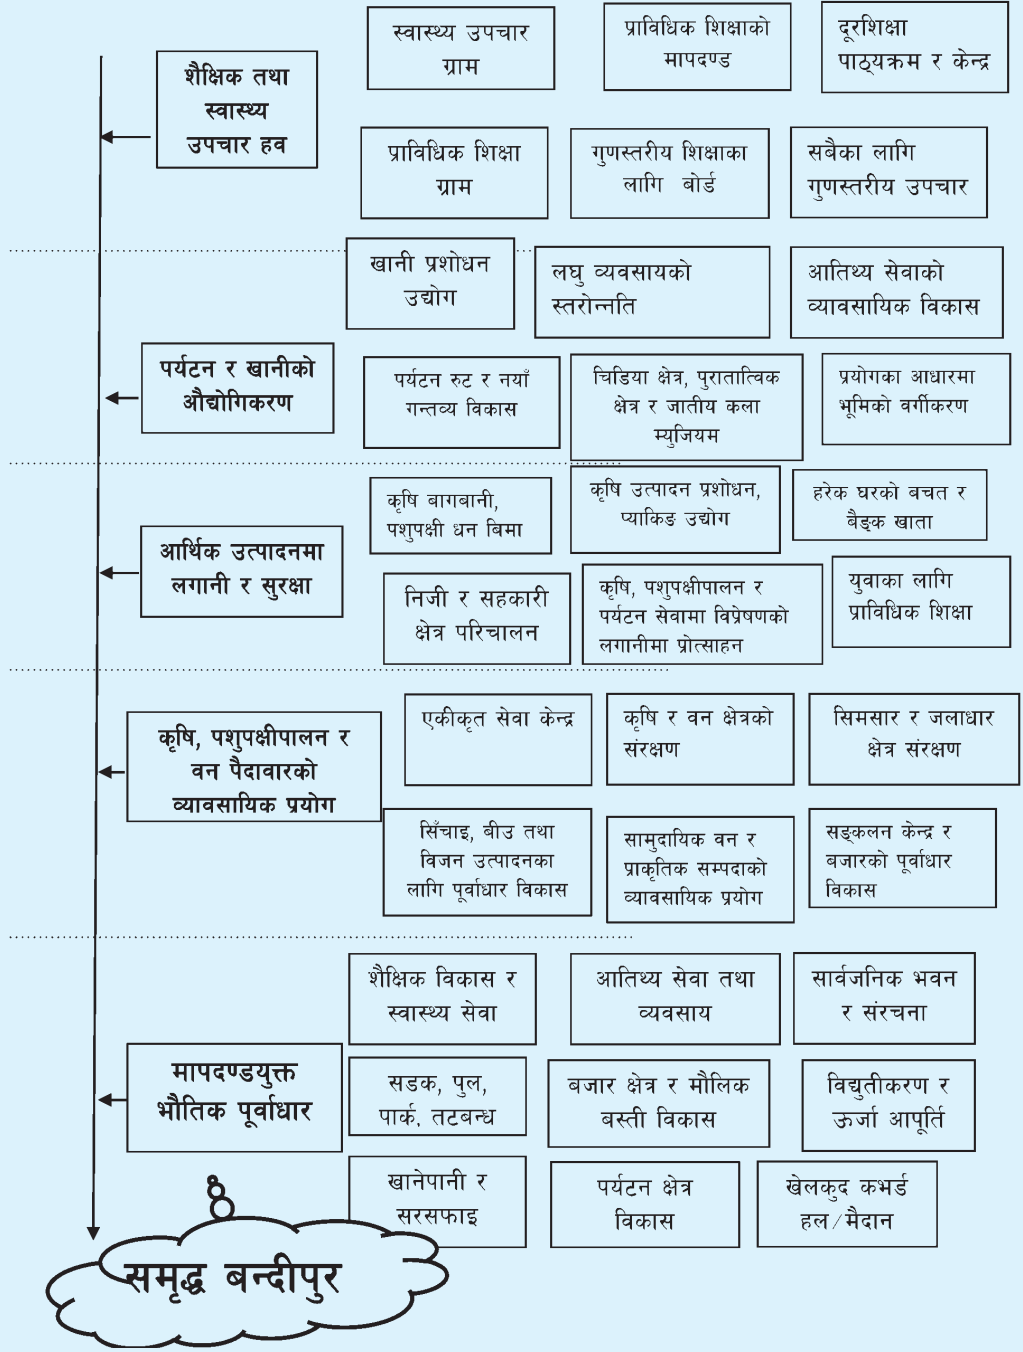 स्वास्थ्य उपचार
ग्राम
प्राविधिक शिक्षाको
मापदण्ड
दूरशिक्षा
पाठ्यक्रम र केन्द्र
शैक्षिक तथा
स्वास्थ्य
उपचार हव
प्राविधिक शिक्षा
ग्राम
गुणस्तरीय शिक्षाका
लागि बोर्ड
सबैका लागि
गुणस्तरीय उपचार
खानी प्रशोधन
उद्योग
लघु व्यवसायको
स्तरोन्नति
आतिथ्य सेवाको
व्यावसायिक विकास
पर्यटन र खानीको
औद्योगिकरण
पर्यटन रुट र नयाँ
गन्तव्य विकास
चिडिया क्षेत्र, पुरातात्विक
क्षेत्र र जातीय कला
म्युजियम
प्रयोगका आधारमा
भूमिको वर्गीकरण
कृषि बागबानी,
पशुपक्षी धन बिमा
कृषि उत्पादन प्रशोधन,
प्याकिङ उद्योग
हरेक घरको बचत र
बैङ्क खाता
आर्थिक उत्पादनमा
लगानी र सुरक्षा
निजी र सहकारी
क्षेत्र परिचालन
कृषि, पशुपक्षीपालन र
पर्यटन सेवामा विप्रेषणको
लगानीमा प्रोत्साहन
युवाका लागि
प्राविधिक शिक्षा
एकीकृत सेवा केन्द्र
कृषि र वन क्षेत्रको
संरक्षण
सिमसार र जलाधार
क्षेत्र संरक्षण
कृषि, पशुपक्षीपालन र
वन पैदावारको
व्यावसायिक प्रयोग
सिँचाइ, बीउ तथा
विजन उत्पादनका
लागि पूर्वाधार विकास
सामुदायिक वन र
प्राकृतिक सम्पदाको
व्यावसायिक प्रयोग
सङ्कलन केन्द्र र
बजारको पूर्वाधार
विकास
शैक्षिक विकास र
स्वास्थ्य सेवा
आतिथ्य सेवा तथा
व्यवसाय
सार्वजनिक भवन
र संरचना
मापदण्डयुक्त
भौतिक पूर्वाधार
सडक, पुल,
पार्क, तटबन्ध
बजार क्षेत्र र मौलिक
बस्ती विकास
विद्युतीकरण र
ऊर्जा आपूर्ति
खानेपानी र
सरसफाइ
पर्यटन क्षेत्र
विकास
खेलकुद कभर्ड
हल/मैदान
समृद्ध बन्दीपुर